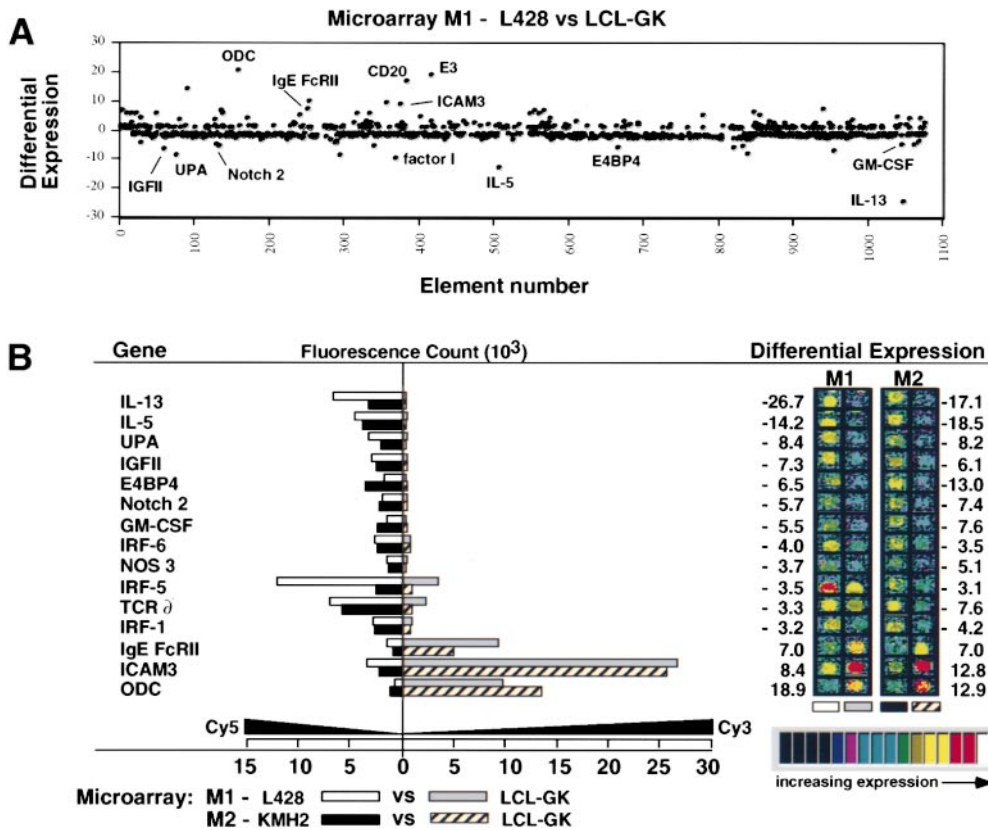 A
Microarray M1 - L428 vs LCL-GK
Differential
Expression
30
20
10
0
-10
-20
-30
ODC
IgE FcRII
CD20
E3
ICAM3
IGFII
UPA
Notch 2
factor I
IL-5
E4BP4
GM-CSF
IL-13
0
100
200
300
400
500
600
700
800
900
1000
1100
Element number
B
Gene Fluorescence Count (10³) Differential Expression
M1 M2
IL-13 -26.7 -17.1
IL-5 -14.2 -18.5
UPA - 8.4 - 8.2
IGFII - 7.3 - 6.1
E4BP4 - 6.5 -13.0
Notch 2 - 5.7 - 7.4
GM-CSF - 5.5 - 7.6
IRF-6 - 4.0 - 3.5
NOS 3 - 3.7 - 5.1
IRF-5 - 3.5 - 3.1
TCR ∂ - 3.3 - 7.6
IRF-1 - 3.2 - 4.2
IgE FcRII 7.0 7.0
ICAM3 8.4 12.8
ODC 18.9 12.9
Cy5 Cy3
15 10 5 0 5 10 15 20 25 30
increasing expression
Microarray: M1 - L428 vs LCL-GK
M2 - KMH2 vs LCL-GK